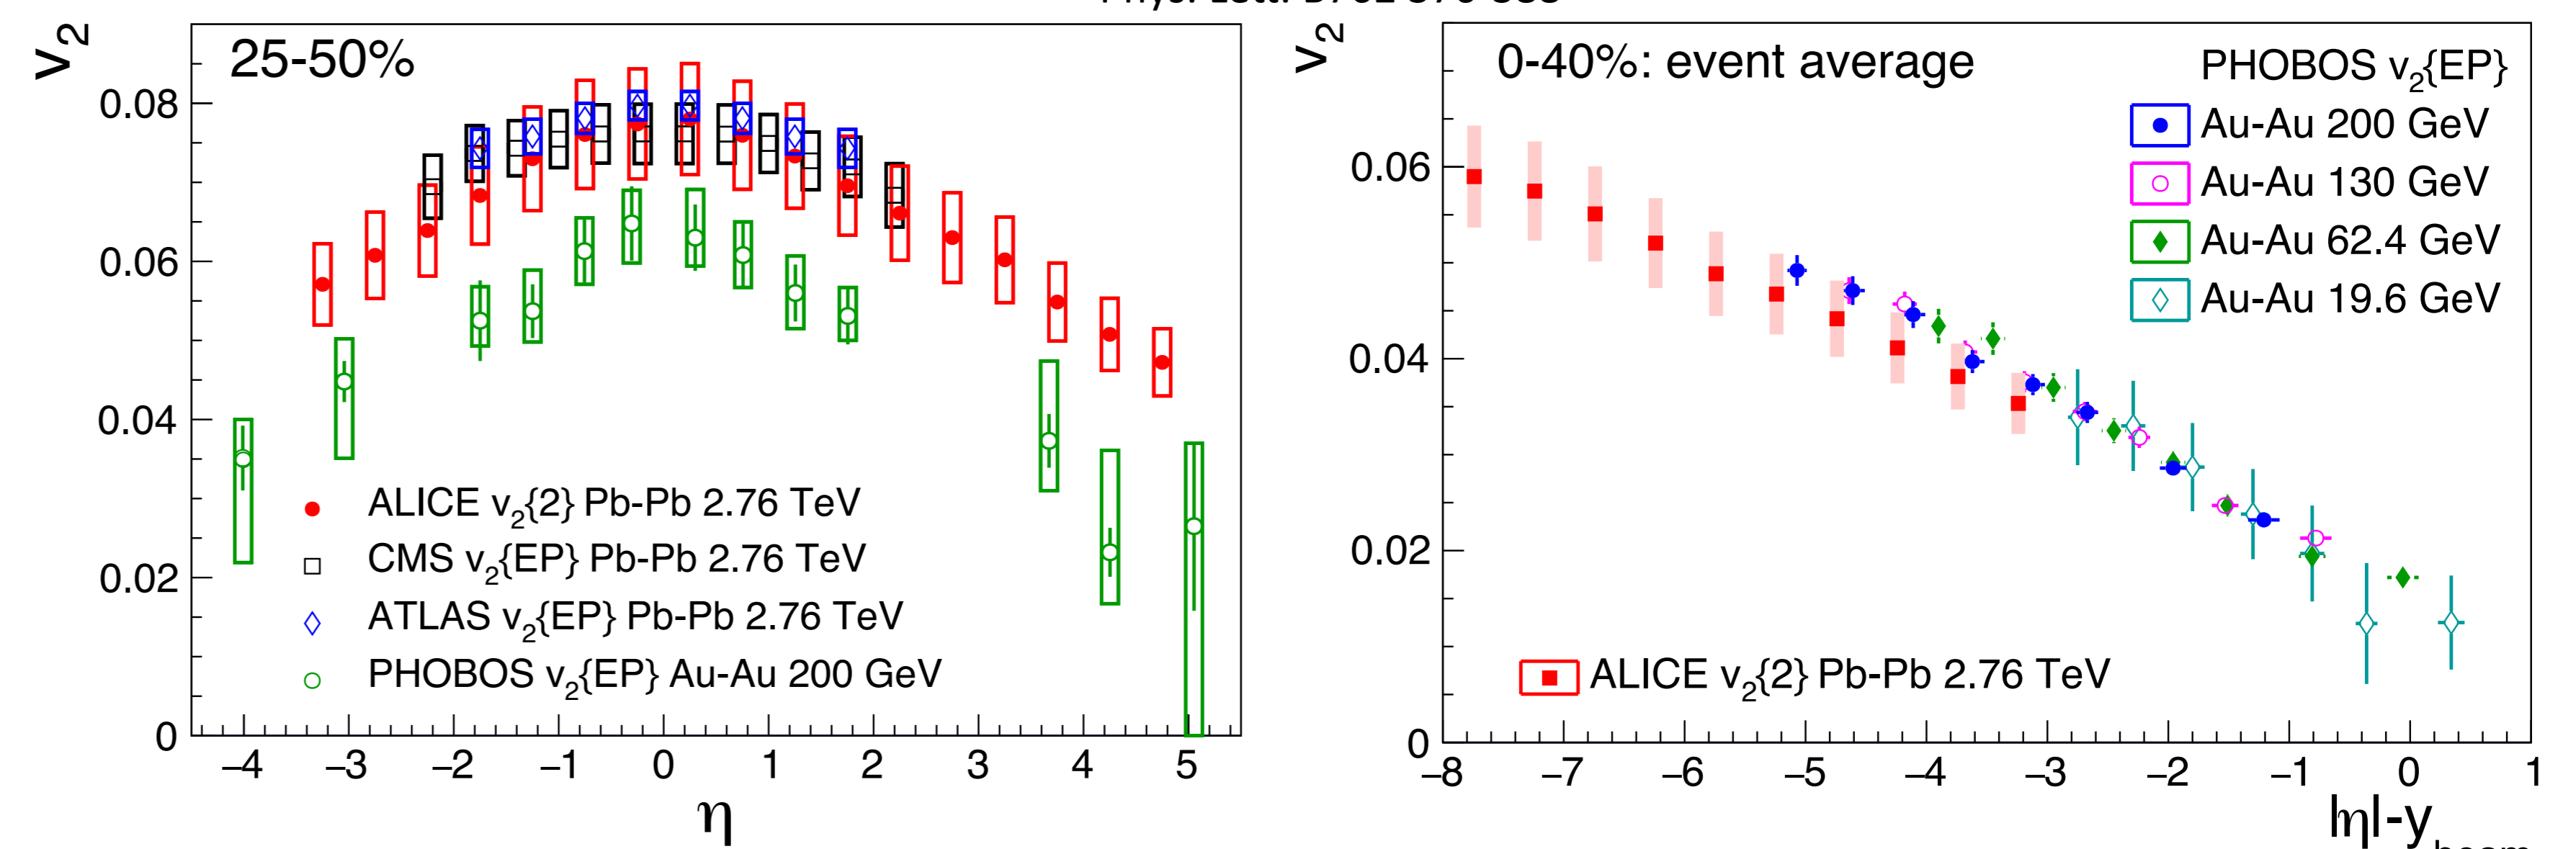 25-50%
v2
0.08
0.06
0.04
0.02
0
ALICE v2{2} Pb-Pb 2.76 TeV
CMS v2{EP} Pb-Pb 2.76 TeV
ATLAS v2{EP} Pb-Pb 2.76 TeV
PHOBOS v2{EP} Au-Au 200 GeV
−4 −3 −2 −1 0 1 2 3 4 5
η
v2
0-40%: event average
PHOBOS v2{EP}
Au-Au 200 GeV
Au-Au 130 GeV
Au-Au 62.4 GeV
Au-Au 19.6 GeV
0.06
0.04
0.02
0
ALICE v2{2} Pb-Pb 2.76 TeV
−8 −7 −6 −5 −4 −3 −2 −1 0 1
|η|-ybeam